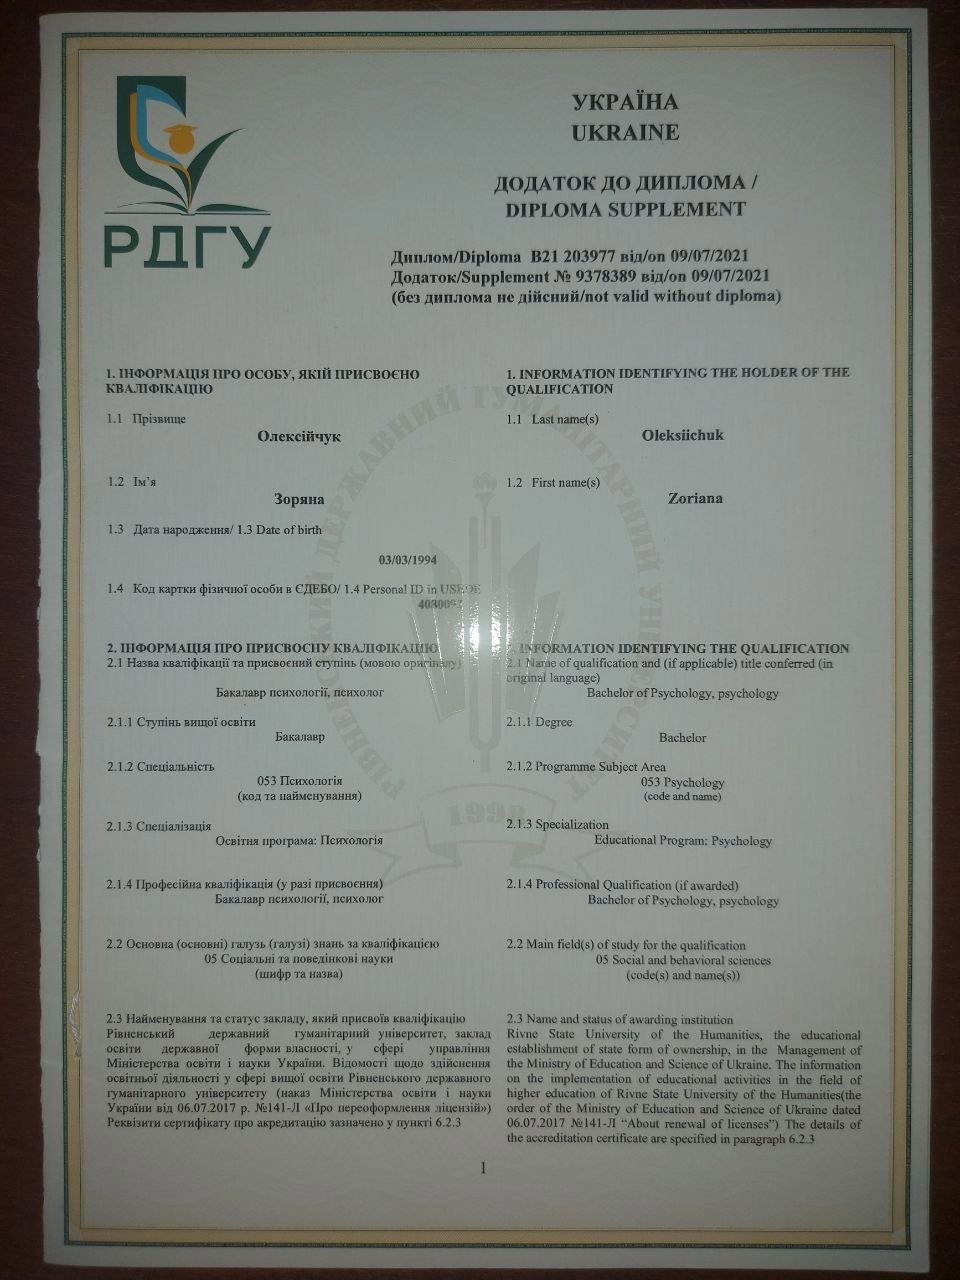 РДГУ
УКРАЇНА
UKRAINE
ДОДАТОК ДО ДИПЛОМА /
DIPLOMA SUPPLEMENT
Диплом/Diploma B21 203977 від/on 09/07/2021
Додаток/Supplement № 9378389 від/on 09/07/2021
(без диплома не дійсний/not valid without diploma)
1. ІНФОРМАЦІЯ ПРО ОСОБУ, ЯКІЙ ПРИСВОЄНО
КВАЛІФІКАЦІЮ
1.1 Прізвище
Олексійчук
1.2 Ім’я
Зоряна
1.3 Дата народження/ 1.3 Date of birth
03/03/1994
1.4 Код картки фізичної особи в ЄДЕБО/ 1.4 Personal ID in
1. INFORMATION IDENTIFYING THE HOLDER OF THE
QUALIFICATION
1.1 Last name(s)
Oleksiichuk
1.2 First name(s)
Zoriana
2. ІНФОРМАЦІЯ ПРО ПРИСВОЄНУ КВАЛІФІКАЦІЮ
2.1 Назва кваліфікації та присвоєний ступінь (мовою оригіналу)
Бакалавр психології, психолог
2.1.1 Ступінь вищої освіти
Бакалавр
2.1.2 Спеціальність
053 Психологія
(код та найменування)
2.1.3 Спеціалізація
Освітня програма: Психологія
2.1.4 Професійна кваліфікація (у разі присвоєння)
Бакалавр психології, психолог
2.2 Основна (основні) галузь (галузі) знань за кваліфікацією
05 Соціальні та поведінкові науки
(шифр та назва)
2.3 Найменування та статус закладу, який присвоїв кваліфікацію
Рівненський державний гуманітарний університет, заклад
освіти державної форми власності, у сфері управління
Міністерства освіти і науки України. Відомості щодо здійснення
освітньої діяльності у сфері вищої освіти Рівненського державного
гуманітарного університету (наказ Міністерства освіти і науки
України від 06.07.2017 р. №141-Л «Про переоформлення ліцензій»)
Реквізити сертифікату про акредитацію зазначено у пункті 6.2.3
INFORMATION IDENTIFYING THE QUALIFICATION
2.1 Name of qualification and (if applicable) title conferred (in
original language)
Bachelor of Psychology, psychology
2.1.1 Degree
Bachelor
2.1.2 Programme Subject Area
053 Psychology
(code and name)
2.1.3 Specialization
Educational Program: Psychology
2.1.4 Professional Qualification (if awarded)
Bachelor of Psychology, psychology
2.2 Main field(s) of study for the qualification
05 Social and behavioral sciences
(code(s) and name(s))
2.3 Name and status of awarding institution
Rivne State University of the Humanities, the educational
establishment of state form of ownership, in the Management of
the Ministry of Education and Science of Ukraine. The information
on the implementation of educational activities in the field of
higher education of Rivne State University of the Humanities(the
order of the Ministry of Education and Science of Ukraine dated
06.07.2017 №141-Л “About renewal of licenses”) The details of
the accreditation certificate are specified in paragraph 6.2.3
РІВНЕНСЬКИЙ ДЕРЖАВНИЙ ГУМАНІТАРНИЙ УНІВЕРСИТЕТ
1998
1